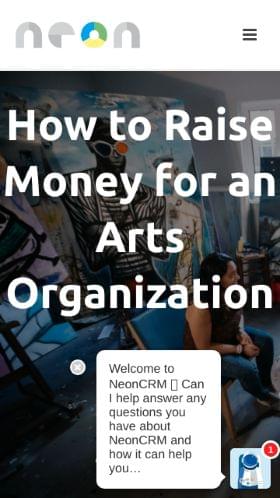 neon
How to Raise
Money for an
Arts
Organization
Welcome to
NeonCRM ▯ Can
I help answer any
questions you
have about
NeonCRM and
how it can help
you…
1